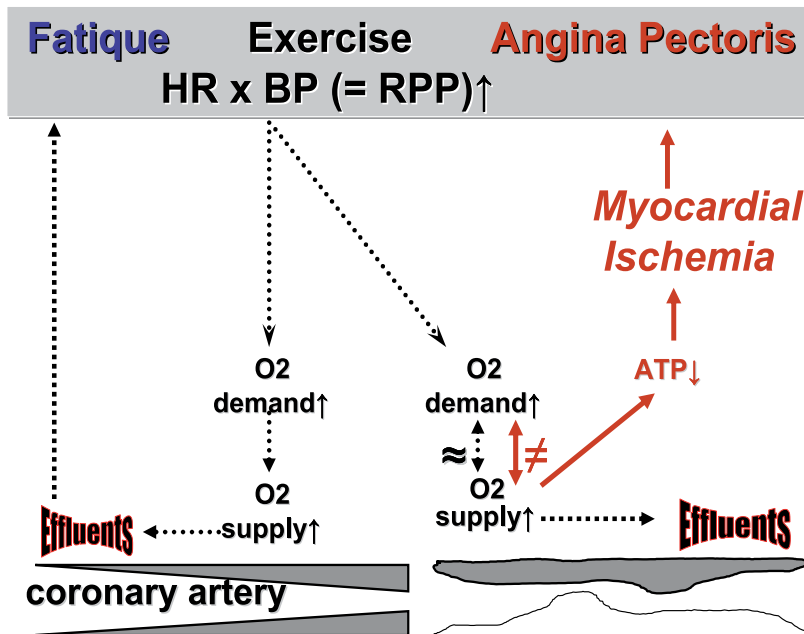 Fatique Exercise Angina Pectoris
HR x BP (= RPP)↑
Myocardial
Ischemia
O2
demand↑
O2
demand↑
ATP↓
≈ ≠
O2
supply↑
O2
supply↑
Effluents
Effluents
coronary artery